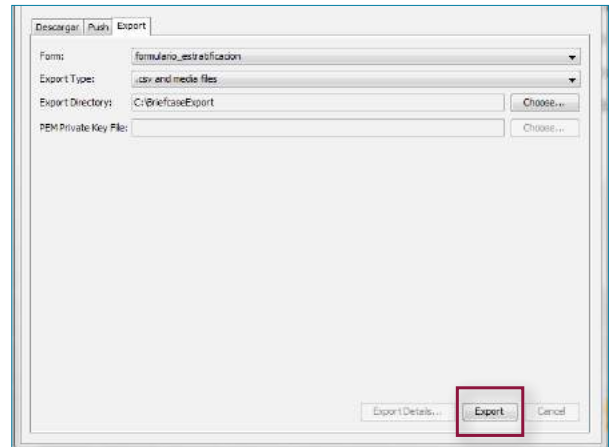 Descargar Push Export
Form: formulario_estratificacion
Export Type: .csv and media files
Export Directory: C:\BriefcaseExport Choose...
PEM Private Key File: Choose...
Export Details... Export Cancel